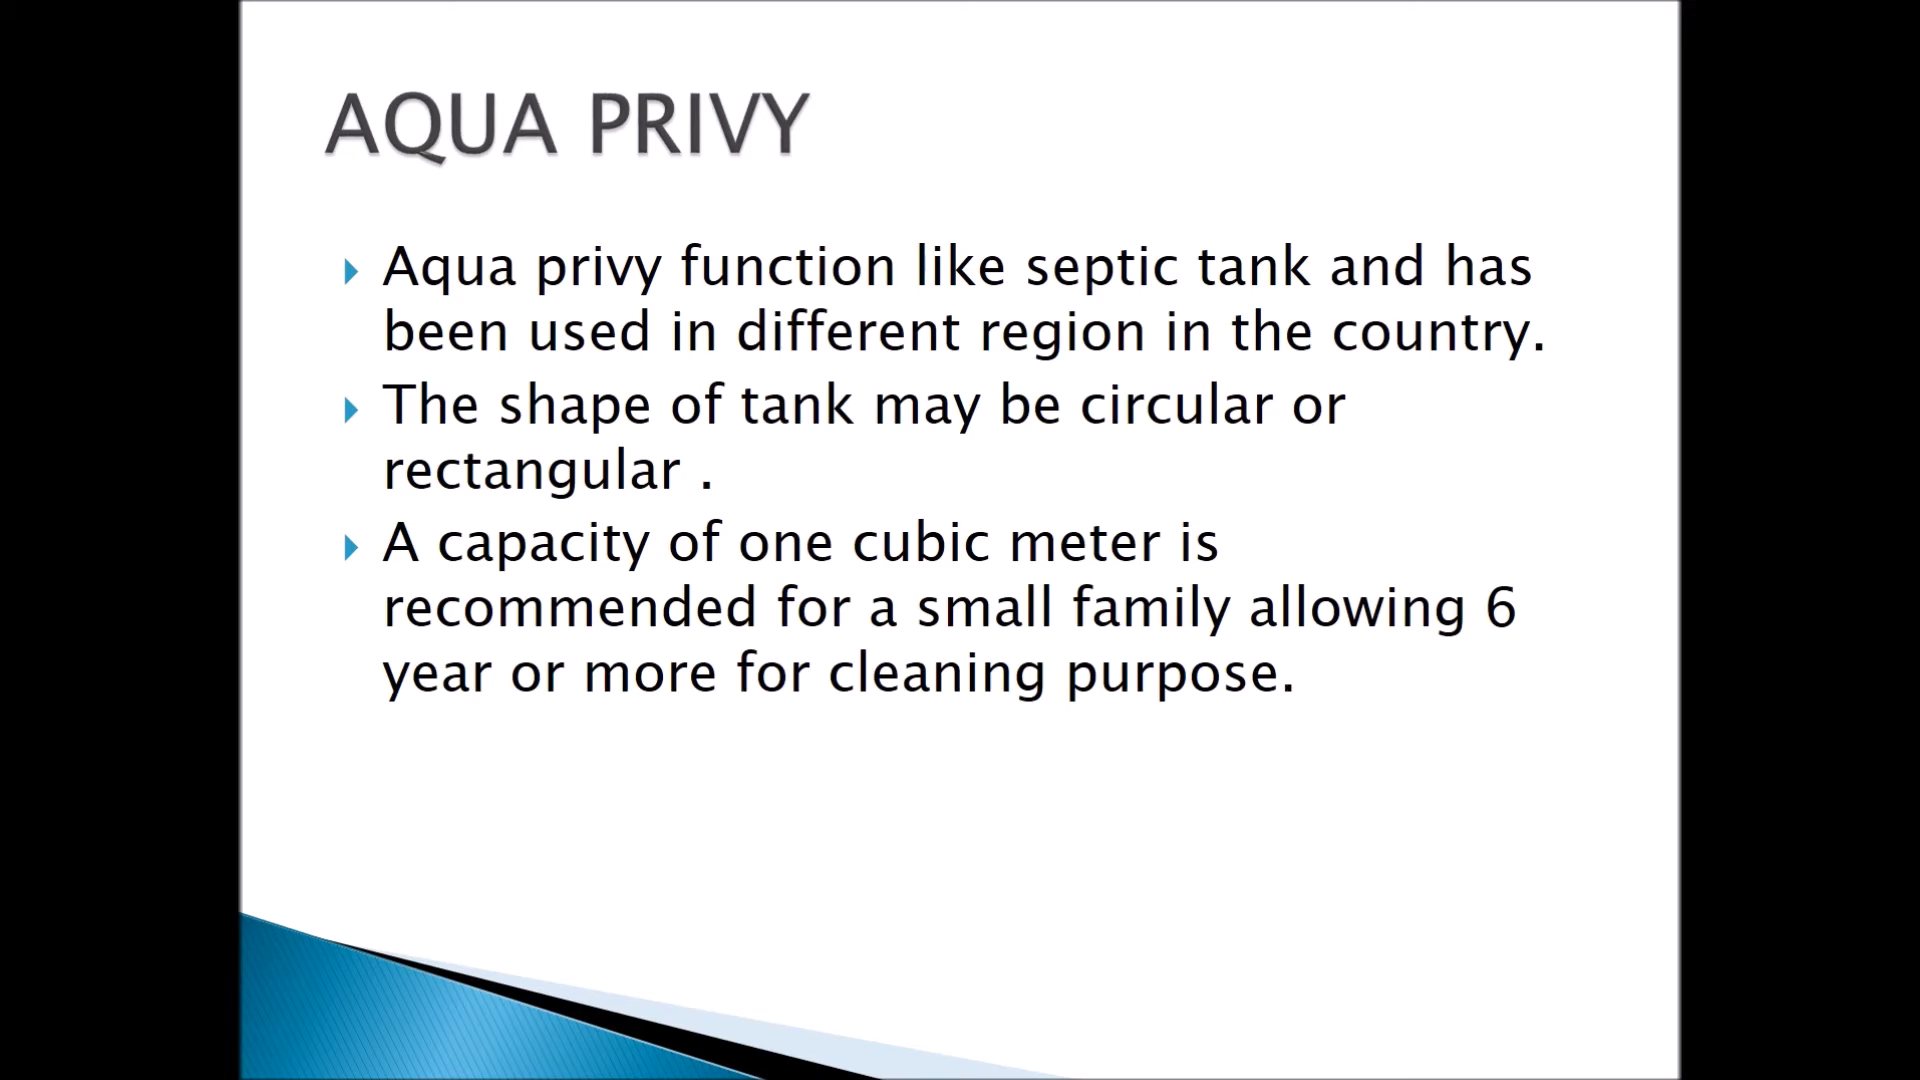 AQUA PRIVY
Aqua privy function like septic tank and has
been used in different region in the country.
The shape of tank may be circular or
rectangular .
A capacity of one cubic meter is
recommended for a small family allowing 6
year or more for cleaning purpose.